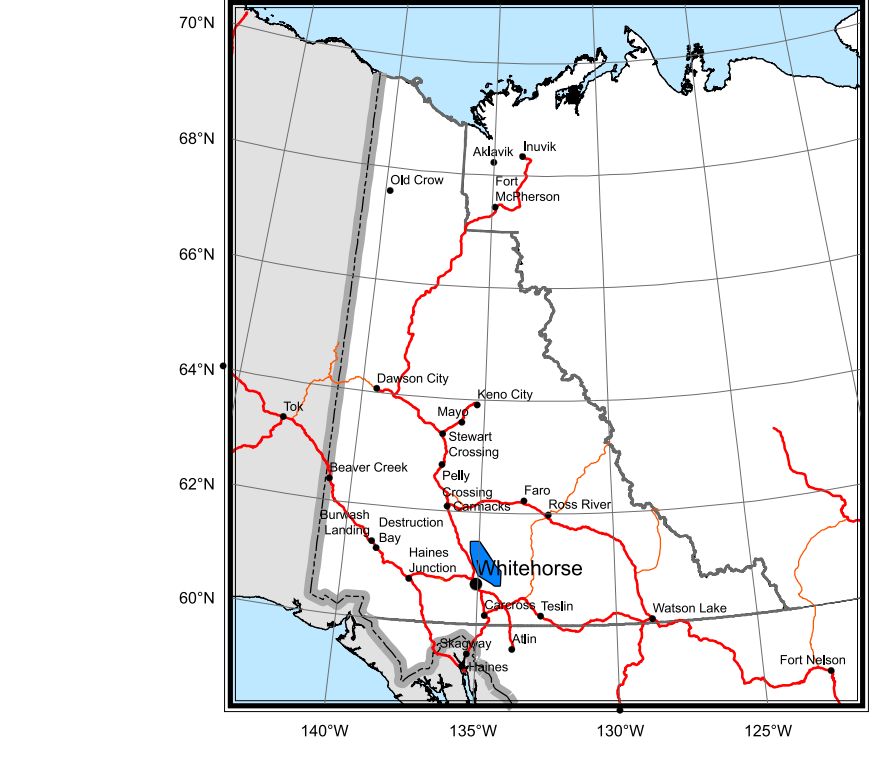 70°N
68°N
Inuvik
Aklavik
Old Crow
Fort
McPherson
66°N
64°N
Dawson City
Keno City
Tok
Mayo
Stewart
Crossing
Beaver Creek
Pelly
Crossing
62°N
Faro
Carmacks
Ross River
Burwash
Landing
Destruction
Bay
Haines
Junction
Whitehorse
60°N
Carcross
Teslin
Watson Lake
Skagway
Atlin
Haines
Fort Nelson
140°W
135°W
130°W
125°W